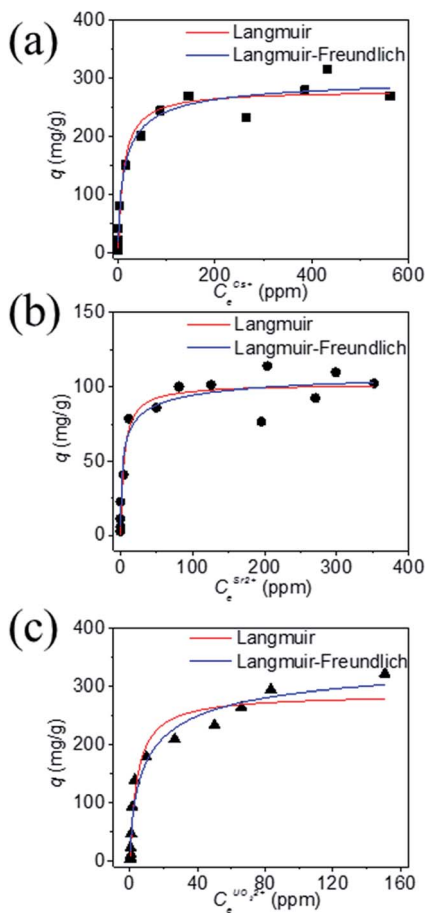 (a)
Langmuir
Langmuir-Freundlich
400
300
200
100
0
q (mg/g)
0 200 400 600
C_e^{Cs+} (ppm)
(b)
Langmuir
Langmuir-Freundlich
150
100
50
0
q (mg/g)
0 100 200 300 400
C_e^{Sr2+} (ppm)
(c)
Langmuir
Langmuir-Freundlich
400
300
200
100
0
q (mg/g)
0 40 80 120 160
C_e^{UO_2^{2+}} (ppm)